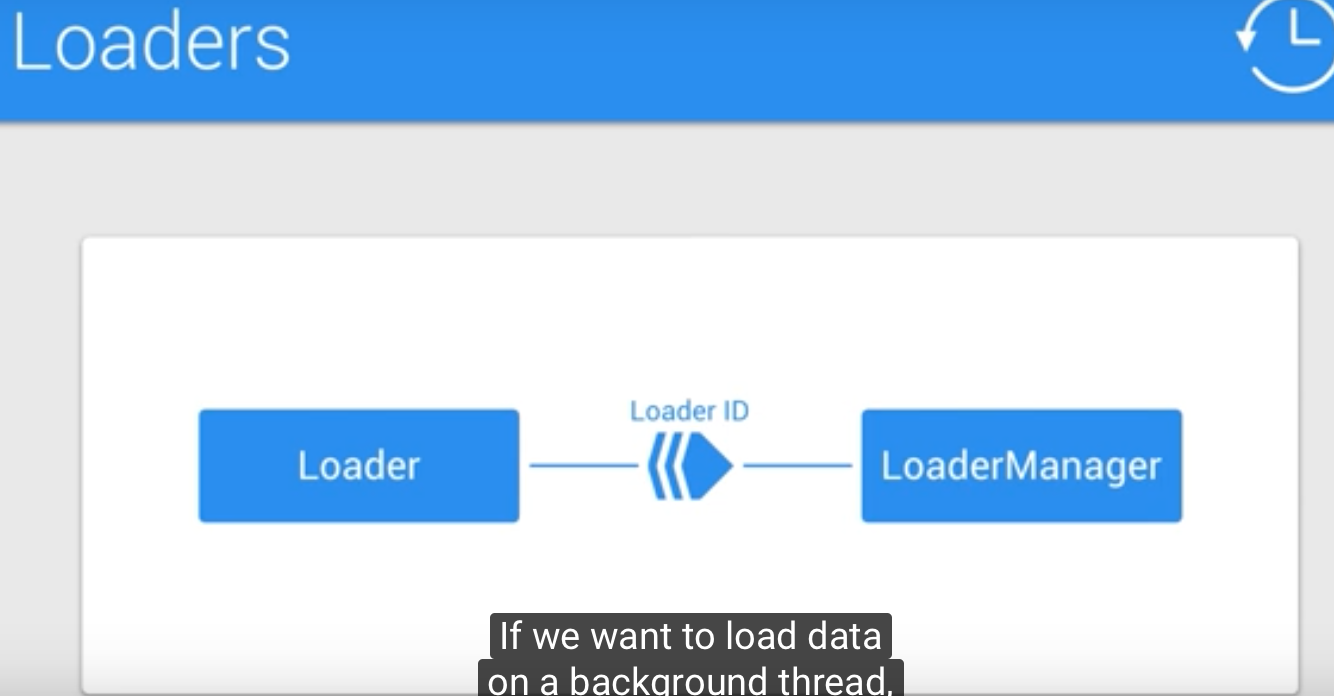 Loaders
Loader ID
Loader
LoaderManager
If we want to load data
on a background thread,